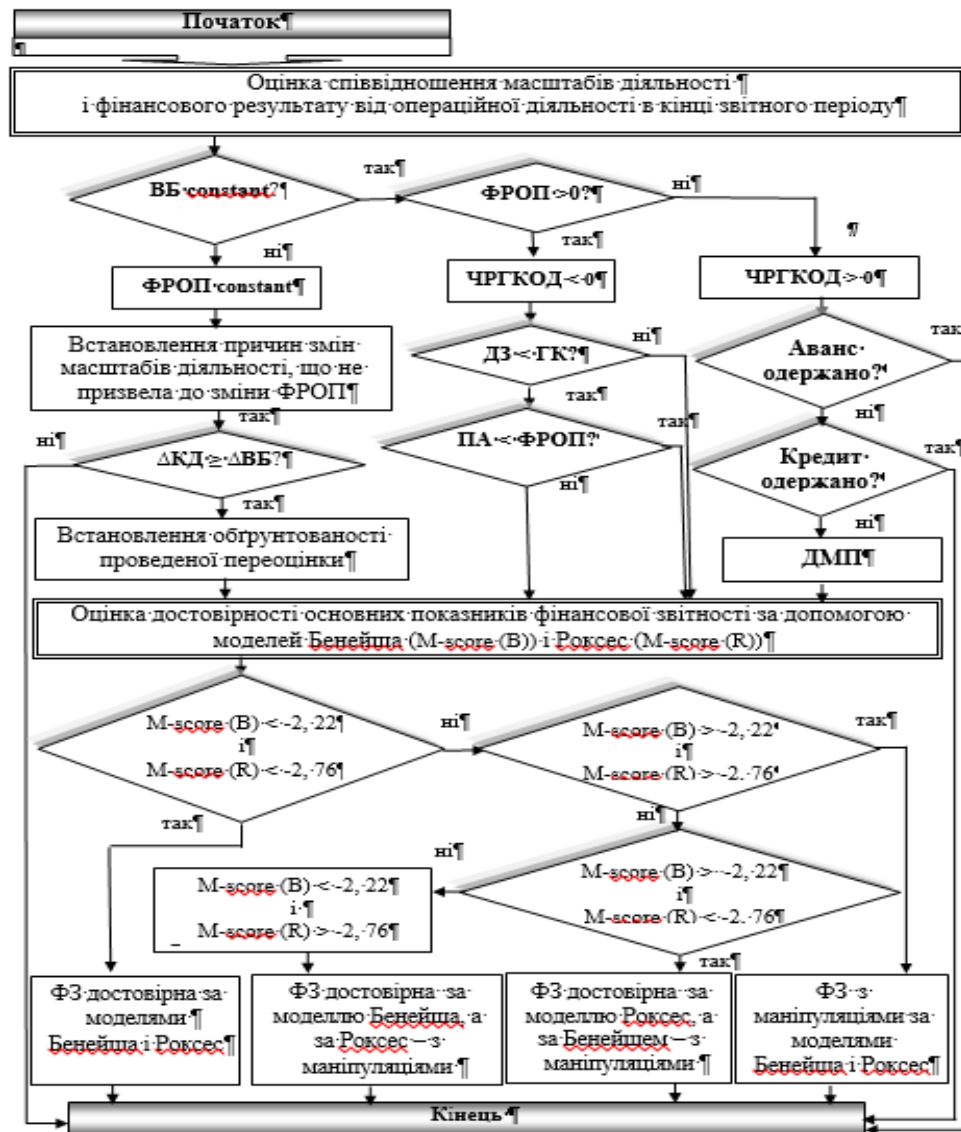 Початок¶
¶
Оцінка·співвідношення·масштабів·діяльності·¶
і·фінансового·результату·від·операційної·діяльності·в·кінці·звітного·періоду¶
ВБ·constant?¶
так¶
ФРОП·>0?¶
ні¶
ні¶
так¶
¶
ФРОП·constant¶
ЧРГКОД·<·0¶
ЧРГКОД·>·0¶
Встановлення·причин·змін·
масштабів·діяльності,·що·не·
призвела·до·зміни·ФРОП¶
ДЗ·<·ГК?¶
ні¶
Аванс·
одержано?¶
так
так¶
так¶
ні¶
ні¶
∆КД·≥·∆ВБ?¶
ПА·<·ФРОП?
так¶
ні¶
Кредит·
одержано?¶
так¶
так¶
ні¶
Встановлення·обґрунтованості·
проведеної·переоцінки¶
ДМП¶
Оцінка·достовірності·основних·показників·фінансової·звітності·за·допомогою·
моделей·Бенейша·(M-score·(B))·і·Роксес·(M-score·(R))¶
M-score·(B)·<·-2,·22¶
і¶
M-score·(R)·<·-2,·76¶
ні¶
M-score·(B)·>·-2,·22¶
і¶
M-score·(R)·>·-2.·76¶
так¶
так¶
ні¶
ні¶
M-score·(B)·<·-2,·22¶
і·¶
M-score·(R)·>·-2,·76¶
M-score·(B)·>·-2,·22¶
і¶
M-score·(R)·<·-2.·76¶
так¶
ФЗ·достовірна·за·
моделями·¶
Бенейша·і·Роксес¶
ФЗ·достовірна··за·
моделлю·Бенейша,·а·
за·Роксес·–·з·
маніпуляціями·¶
ФЗ·достовірна··за·
моделлю·Роксес,·а·
за·Бенейшем·–·з·
маніпуляціями·¶
ФЗ··з·
маніпуляціями·за·
моделями·
Бенейша·і·Роксес¶
Кінець·¶